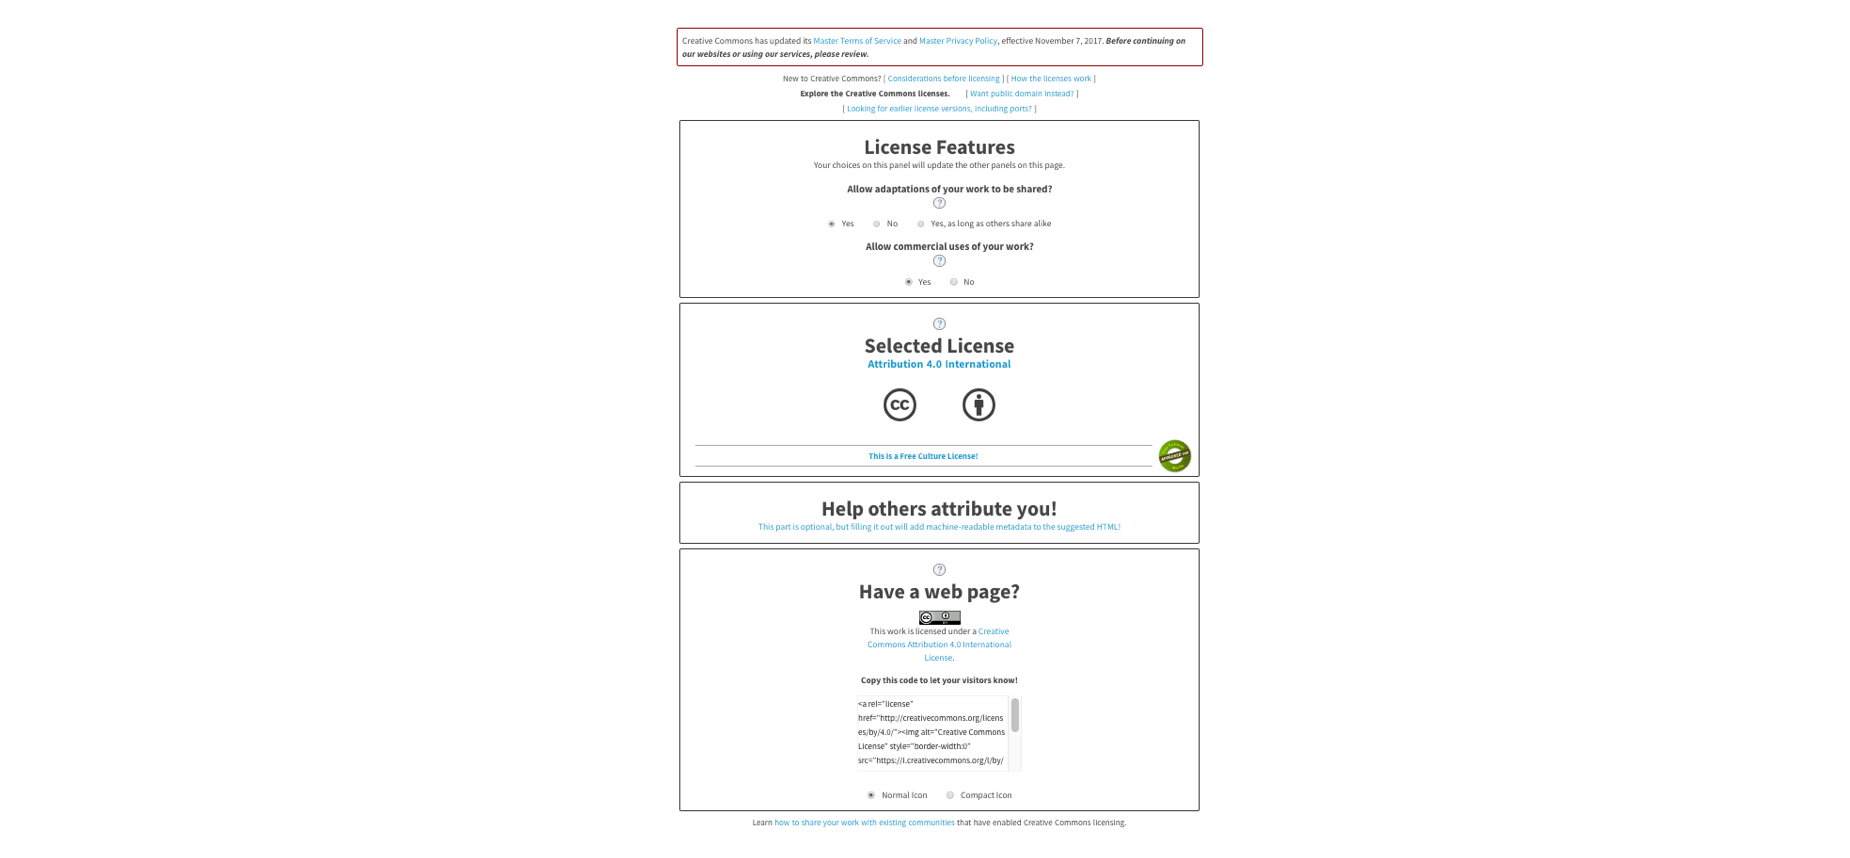 Creative Commons has updated its Master Terms of Service and Master Privacy Policy, effective November 7, 2017. Before continuing on
our websites or using our services, please review.
New to Creative Commons? [ Considerations before licensing ] [ How the licenses work ]
Explore the Creative Commons licenses. [ Want public domain instead? ]
[ Looking for earlier license versions, including ports? ]
License Features
Your choices on this panel will update the other panels on this page.
Allow adaptations of your work to be shared?
?
Yes No Yes, as long as others share alike
Allow commercial uses of your work?
?
Yes No
?
Selected License
Attribution 4.0 International
CC
This is a Free Culture License!
Help others attribute you!
This part is optional, but filling it out will add machine-readable metadata to the suggested HTML!
?
Have a web page?
CC
This work is licensed under a Creative
Commons Attribution 4.0 International
License.
Copy this code to let your visitors know!
<a rel="license"
href="http://creativecommons.org/licens
es/by/4.0/"><img alt="Creative Commons
License" style="border-width:0"
src="https://i.creativecommons.org/l/by/
Normal Icon Compact Icon
Learn how to share your work with existing communities that have enabled Creative Commons licensing.